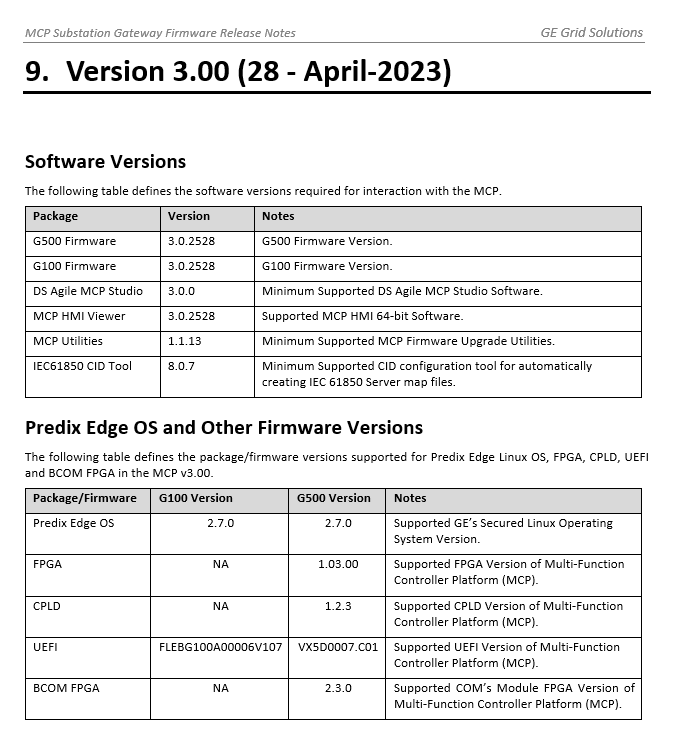 MCP Substation Gateway Firmware Release Notes GE Grid Solutions
9. Version 3.00 (28 - April-2023)
Software Versions
The following table defines the software versions required for interaction with the MCP.
Package Version Notes
G500 Firmware 3.0.2528 G500 Firmware Version.
G100 Firmware 3.0.2528 G100 Firmware Version.
DS Agile MCP Studio 3.0.0 Minimum Supported DS Agile MCP Studio Software.
MCP HMI Viewer 3.0.2528 Supported MCP HMI 64-bit Software.
MCP Utilities 1.1.13 Minimum Supported MCP Firmware Upgrade Utilities.
IEC61850 CID Tool 8.0.7 Minimum Supported CID configuration tool for automatically
creating IEC 61850 Server map files.
Predix Edge OS and Other Firmware Versions
The following table defines the package/firmware versions supported for Predix Edge Linux OS, FPGA, CPLD, UEFI
and BCOM FPGA in the MCP v3.00.
Package/Firmware G100 Version G500 Version Notes
Predix Edge OS 2.7.0 2.7.0 Supported GE's Secured Linux Operating
System Version.
FPGA NA 1.03.00 Supported FPGA Version of Multi-Function
Controller Platform (MCP).
CPLD NA 1.2.3 Supported CPLD Version of Multi-Function
Controller Platform (MCP).
UEFI FLEBG100A00006V107 VX5D0007.C01 Supported UEFI Version of Multi-Function
Controller Platform (MCP).
BCOM FPGA NA 2.3.0 Supported COM's Module FPGA Version of
Multi-Function Controller Platform (MCP).